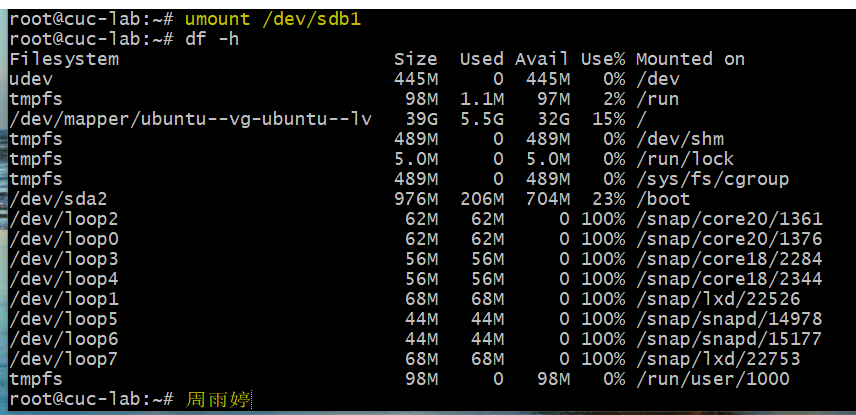 root@cuc-lab:~# umount /dev/sdb1
root@cuc-lab:~# df -h
Filesystem                         Size  Used Avail Use% Mounted on
udev                               445M     0  445M   0% /dev
tmpfs                               98M  1.1M   97M   2% /run
/dev/mapper/ubuntu--vg-ubuntu--lv   39G  5.5G   32G  15% /
tmpfs                              489M     0  489M   0% /dev/shm
tmpfs                              5.0M     0  5.0M   0% /run/lock
tmpfs                              489M     0  489M   0% /sys/fs/cgroup
/dev/sda2                          976M  206M  704M  23% /boot
/dev/loop2                          62M   62M     0 100% /snap/core20/1361
/dev/loop0                          62M   62M     0 100% /snap/core20/1376
/dev/loop3                          56M   56M     0 100% /snap/core18/2284
/dev/loop4                          56M   56M     0 100% /snap/core18/2344
/dev/loop1                          68M   68M     0 100% /snap/lxd/22526
/dev/loop5                          44M   44M     0 100% /snap/snapd/14978
/dev/loop6                          44M   44M     0 100% /snap/snapd/15177
/dev/loop7                          68M   68M     0 100% /snap/lxd/22753
tmpfs                               98M     0   98M   0% /run/user/1000
root@cuc-lab:~# 周雨婷